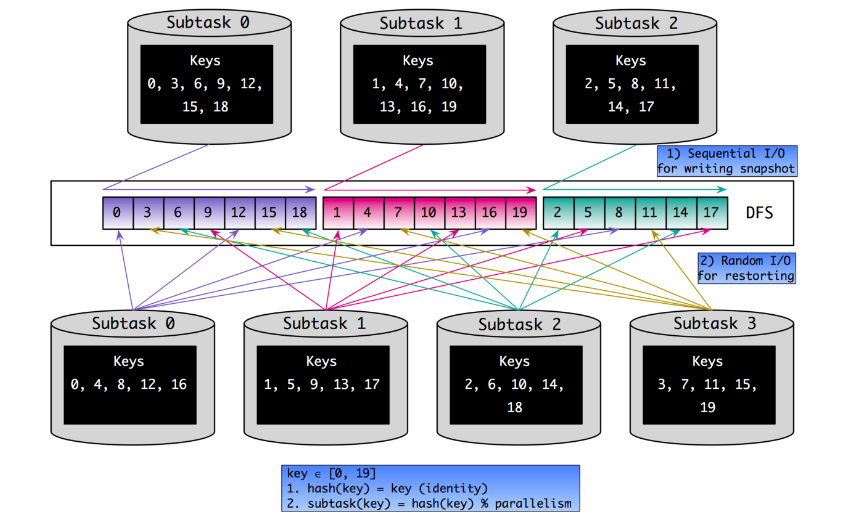 Subtask 0
Keys
0, 3, 6, 9, 12,
15, 18
Subtask 1
Keys
1, 4, 7, 10,
13, 16, 19
Subtask 2
Keys
2, 5, 8, 11,
14, 17
1) Sequential I/O
for writing snapshot
0 3 6 9 12 15 18 1 4 7 10 13 16 19 2 5 8 11 14 17 DFS
2) Random I/O
for restorting
Subtask 0
Keys
0, 4, 8, 12, 16
Subtask 1
Keys
1, 5, 9, 13, 17
Subtask 2
Keys
2, 6, 10, 14,
18
Subtask 3
Keys
3, 7, 11, 15,
19
key ∈ [0, 19]
1. hash(key) = key (identity)
2. subtask(key) = hash(key) % parallelism